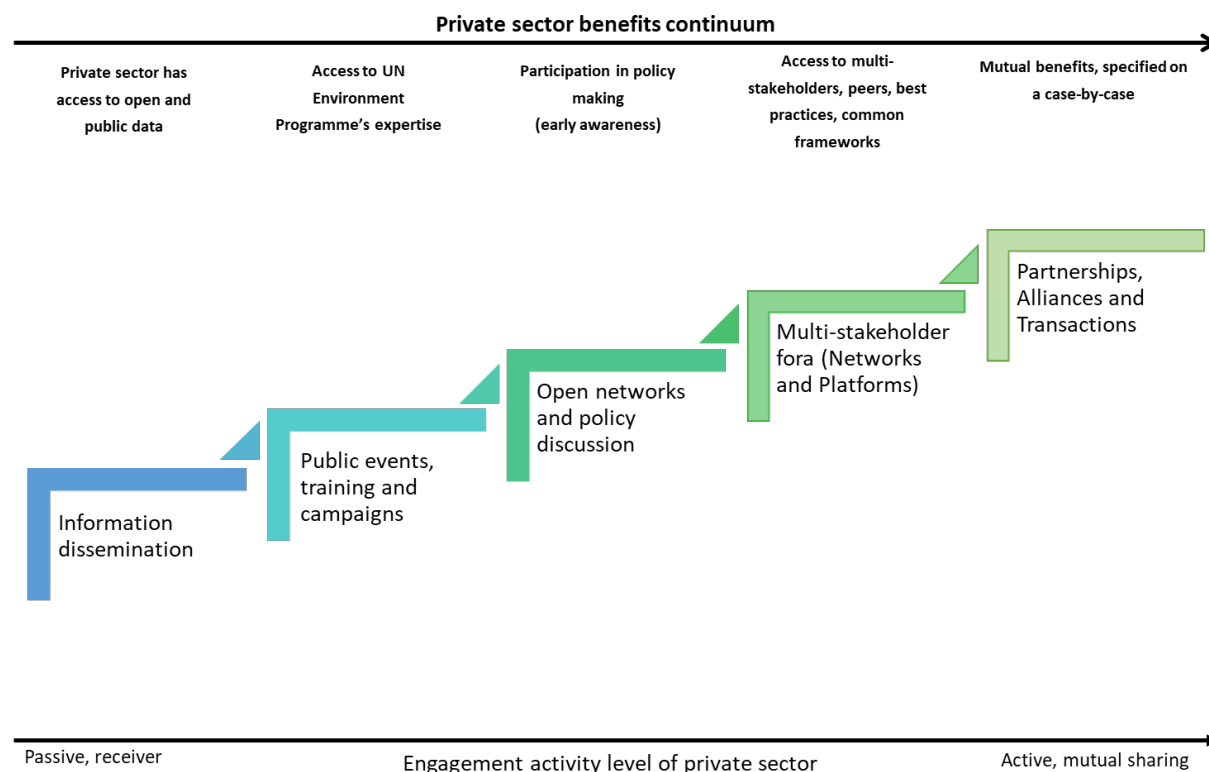 Private sector benefits continuum
Private sector has
access to open and
public data
Access to UN
Environment
Programme's expertise
Participation in policy
making
(early awareness)
Access to multi-
stakeholders, peers, best
practices, common
frameworks
Mutual benefits, specified on
a case-by-case
Information
dissemination
Public events,
training and
campaigns
Open networks
and policy
discussion
Multi-stakeholder
fora (Networks
and Platforms)
Partnerships,
Alliances and
Transactions
Passive, receiver
Engagement activity level of private sector
Active, mutual sharing